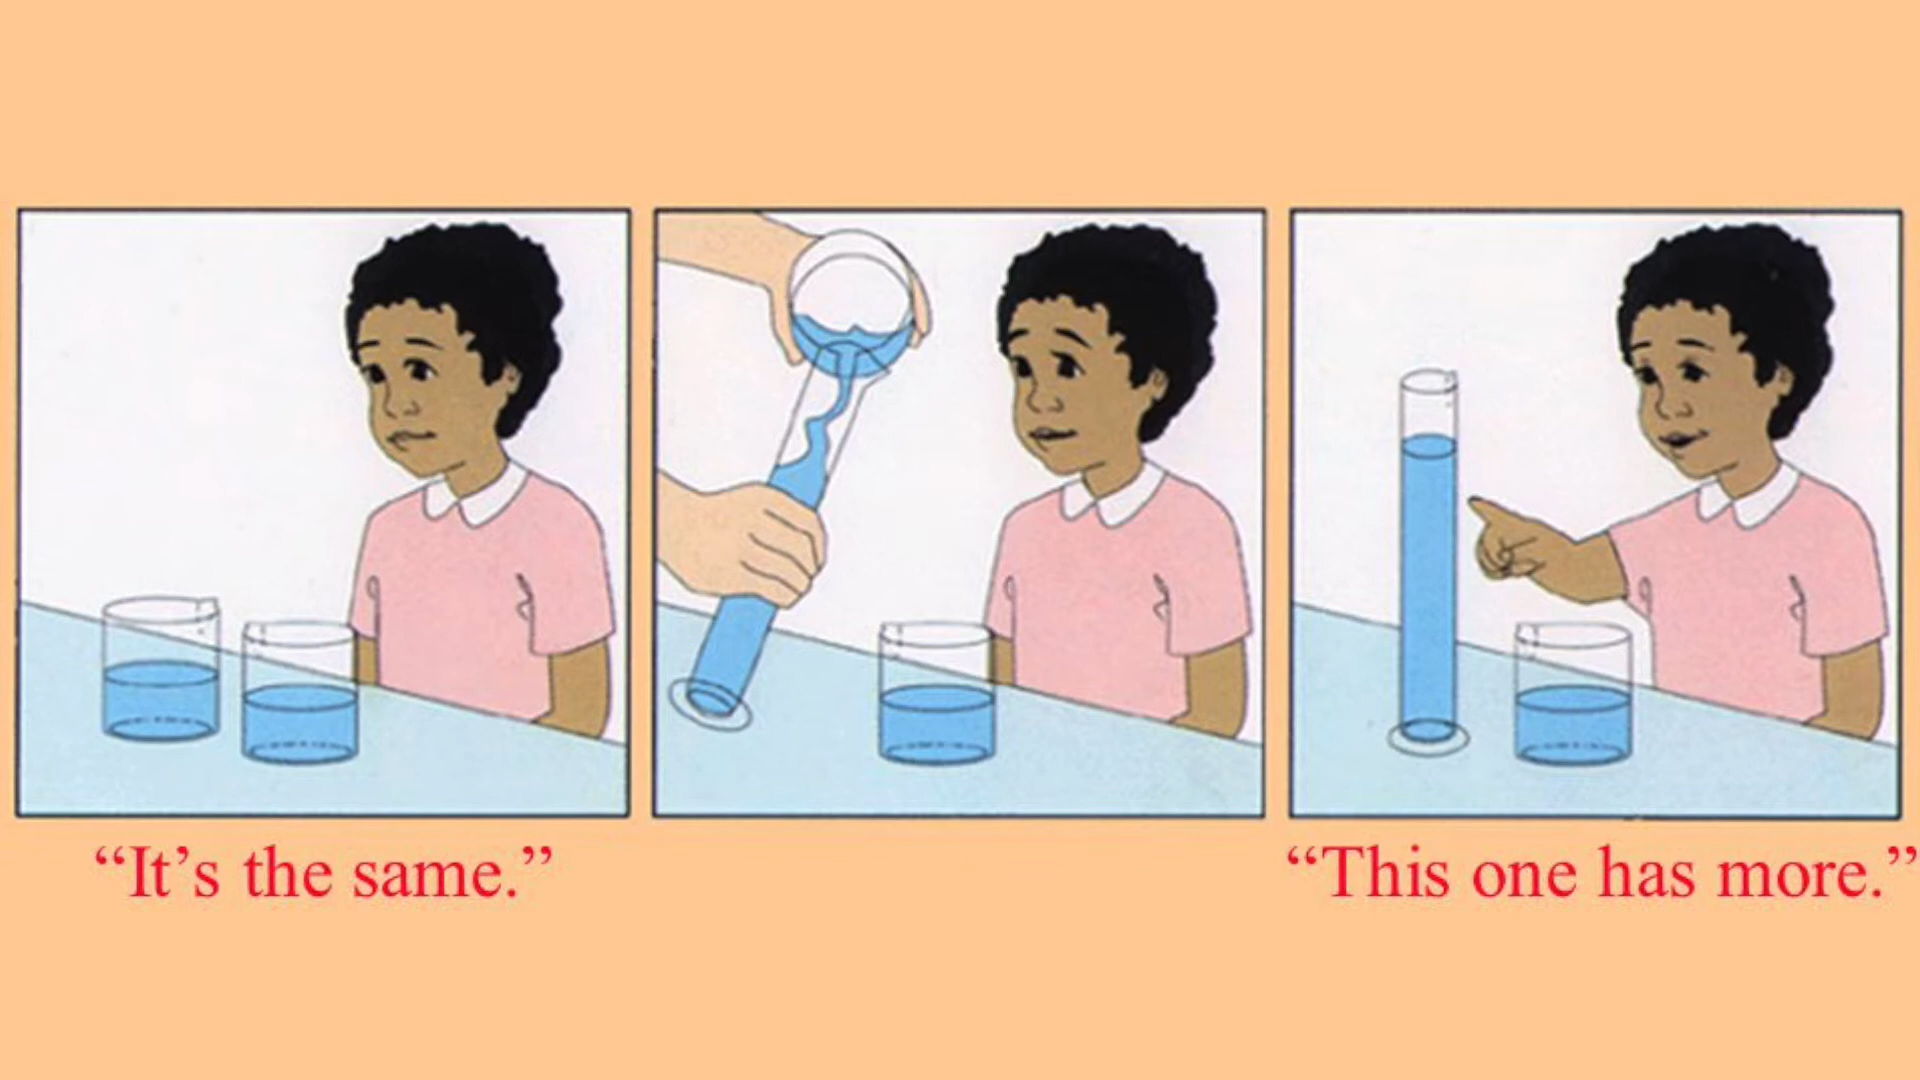 “It’s the same.”
“This one has more.”